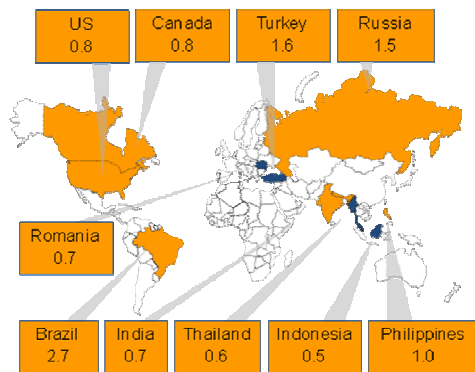 US
0.8
Canada
0.8
Turkey
1.6
Russia
1.5
Romania
0.7
Brazil
2.7
India
0.7
Thailand
0.6
Indonesia
0.5
Philippines
1.0